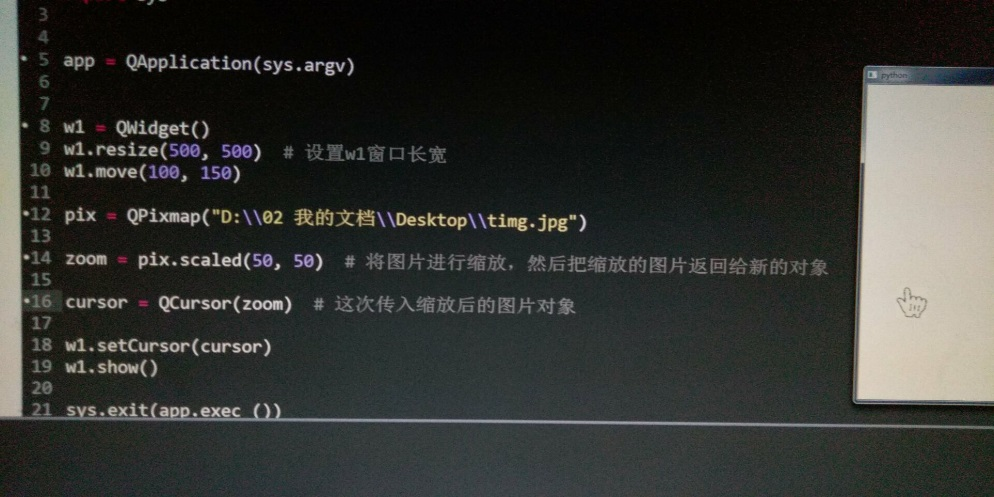 3
4
5 app = QApplication(sys.argv)
6
7
8 w1 = QWidget()
9 w1.resize(500, 500)  # 设置w1窗口长宽
10 w1.move(100, 150)
11
12 pix = QPixmap("D:\\02 我的文档\\Desktop\\timg.jpg")
13
14 zoom = pix.scaled(50, 50)  # 将图片进行缩放，然后把缩放的图片返回给新的对象
15
16 cursor = QCursor(zoom)  # 这次传入缩放后的图片对象
17
18 w1.setCursor(cursor)
19 w1.show()
20
21 sys.exit(app.exec_())
python